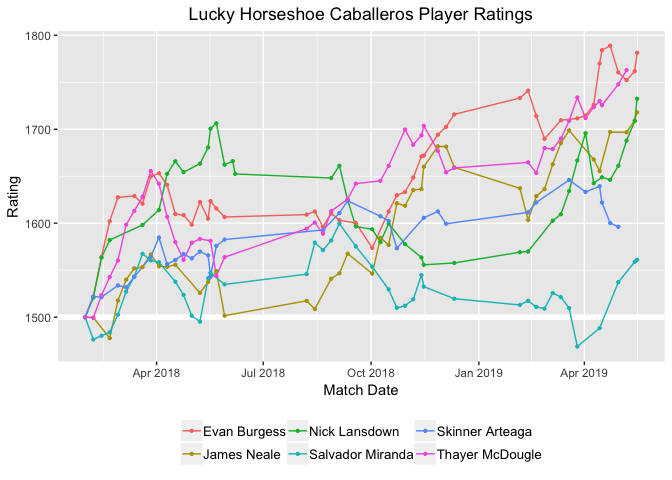 Lucky Horseshoe Caballeros Player Ratings
1800
1700
1600
1500
Rating
Apr 2018 Jul 2018 Oct 2018 Jan 2019 Apr 2019
Match Date
Evan Burgess Nick Lansdown Skinner Arteaga
James Neale Salvador Miranda Thayer McDougle